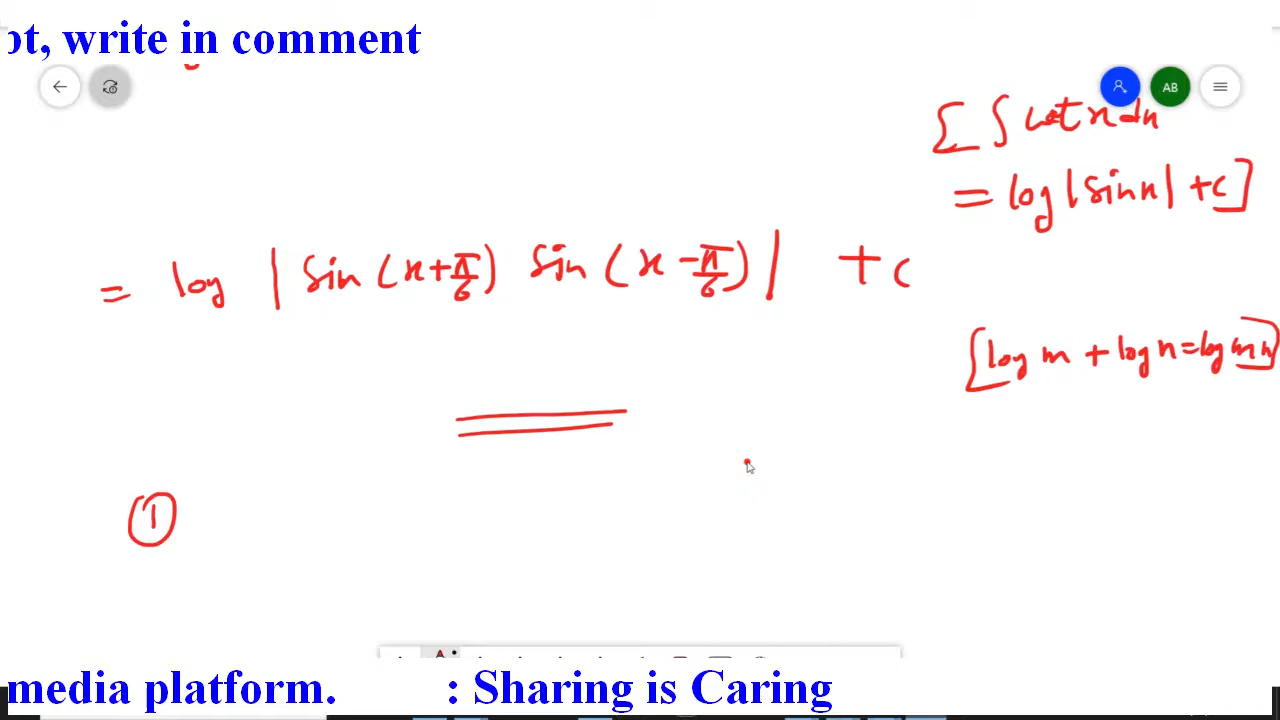 ot, write in comment
AB
[ ∫ cot x dx
= log |sin x| + c ]
= log | sin (x + π/6) sin (x - π/6) | + c
[ log m + log n = log mn ]
①
media platform. : Sharing is Caring